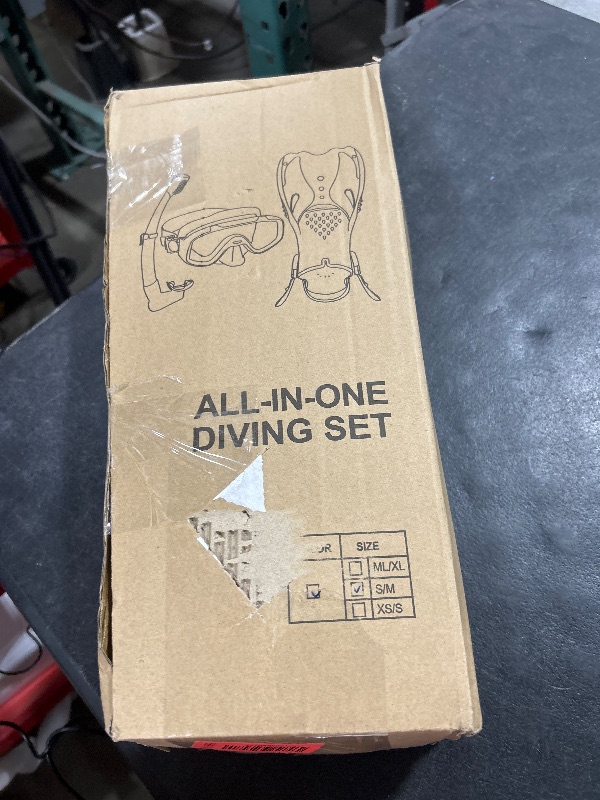 ALL-IN-ONE
DIVING SET
SIZE
ML/XL
S/M
XS/S